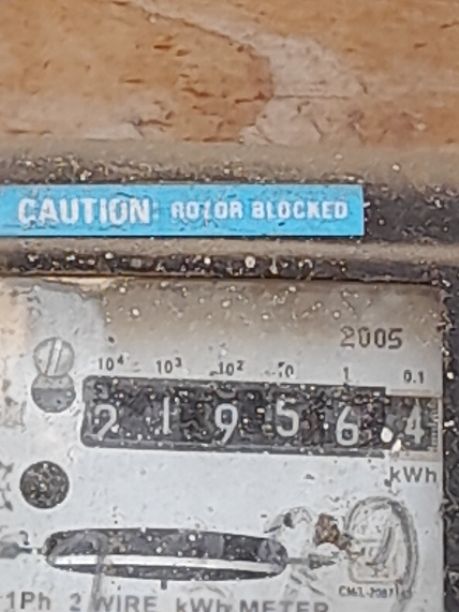 CAUTION: ROTOR BLOCKED
2005
10⁴ 10³ 10² 10 1 0.1
2 1 9 5 6 .4
kWh
1Ph 2 WIRE kWh METER